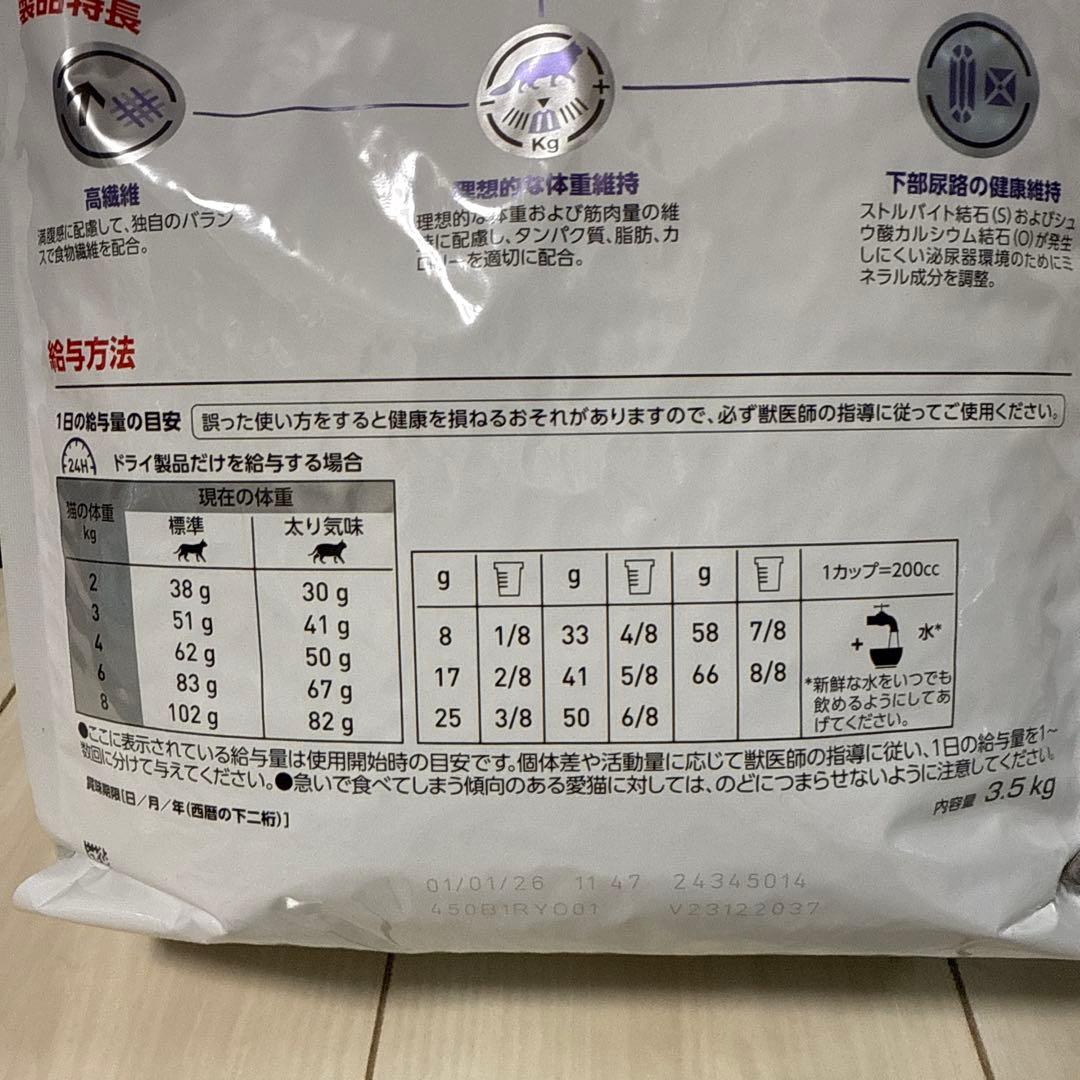 製品特長
高繊維
満腹感に配慮して、独自のバラン
スで食物繊維を配合。
Kg
理想的な体重維持
理想的な体重および筋肉量の維
持に配慮し、タンパク質、脂肪、カ
ロリーを適切に配合。
下部尿路の健康維持
ストルバイト結石(S)およびシュ
ウ酸カルシウム結石(O)が発生
しにくい泌尿器環境のためにミ
ネラル成分を調整。
給与方法
1日の給与量の目安 誤った使い方をすると健康を損ねるおそれがありますので、必ず獣医師の指導に従ってご使用ください。
24H ドライ製品だけを給与する場合
猫の体重 kg 現在の体重
標準 太り気味
2 38 g 30 g
3 51 g 41 g
4 62 g 50 g
6 83 g 67 g
8 102 g 82 g
g g g 1カップ=200cc
8 1/8 33 4/8 58 7/8
17 2/8 41 5/8 66 8/8
25 3/8 50 6/8
+ 水*
*新鮮な水をいつでも
飲めるようにしてあ
げてください。
●ここに表示されている給与量は使用開始時の目安です。個体差や活動量に応じて獣医師の指導に従い、1日の給与量を1~
数回に分けて与えてください。●急いで食べてしまう傾向のある愛猫に対しては、のどにつまらせないように注意してください。
賞味期限[日/月/年(西暦の下二桁)]
内容量 3.5 kg
01/01/26 11 47 24345014
450B1RYO01 V23122037